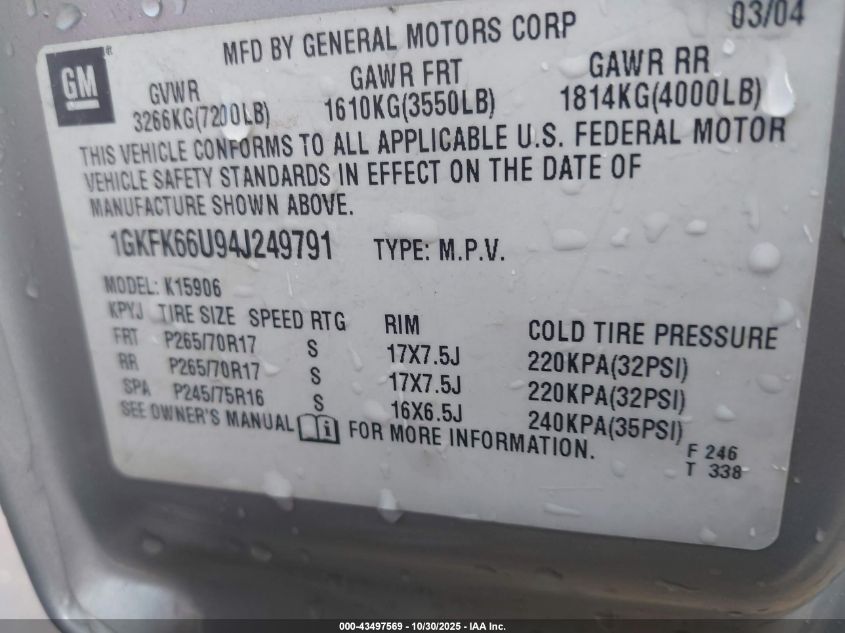 03/04
GM
MFD BY GENERAL MOTORS CORP
GVWR GAWR FRT GAWR RR
3266KG(7200LB) 1610KG(3550LB) 1814KG(4000LB)
THIS VEHICLE CONFORMS TO ALL APPLICABLE U.S. FEDERAL MOTOR
VEHICLE SAFETY STANDARDS IN EFFECT ON THE DATE OF
MANUFACTURE SHOWN ABOVE.
1GKFK66U94J249791 TYPE: M.P.V.
MODEL: K15906
KPYJ TIRE SIZE SPEED RTG RIM COLD TIRE PRESSURE
FRT P265/70R17 S 17X7.5J 220KPA(32PSI)
RR P265/70R17 S 17X7.5J 220KPA(32PSI)
SPA P245/75R16 S 16X6.5J 240KPA(35PSI)
SEE OWNER'S MANUAL i FOR MORE INFORMATION.
F 246
T 338
000-43497569 - 10/30/2025 - IAA Inc.